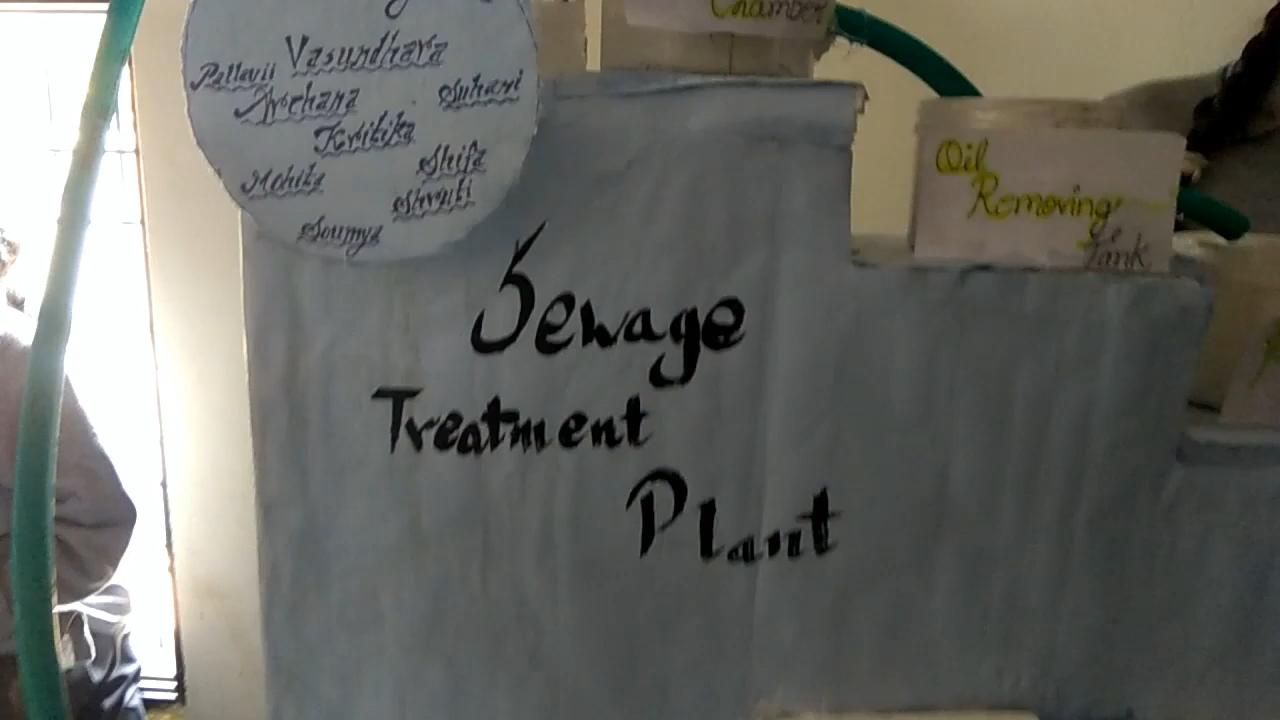 Vasundhara
Pallavii
Archana
Suhani
Kritika
Shifa
Mohita
Shruti
Soumya
Chamber
Oil
Removing
Tank
Sewage
Treatment
Plant